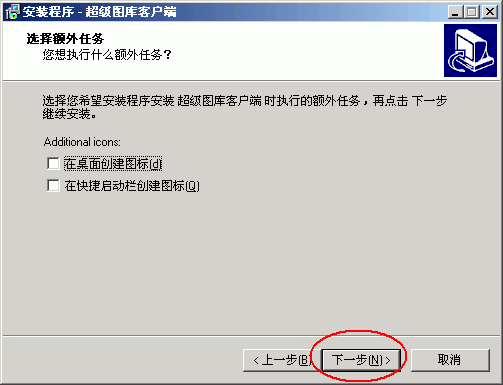 安装程序 - 超级图库客户端
选择额外任务
您想执行什么额外任务？
选择您希望安装程序安装 超级图库客户端 时执行的额外任务，再点击 下一步
继续安装。
Additional icons:
在桌面创建图标(d)
在快捷启动栏创建图标(Q)
< 上一步(B)
下一步(N) >
取消